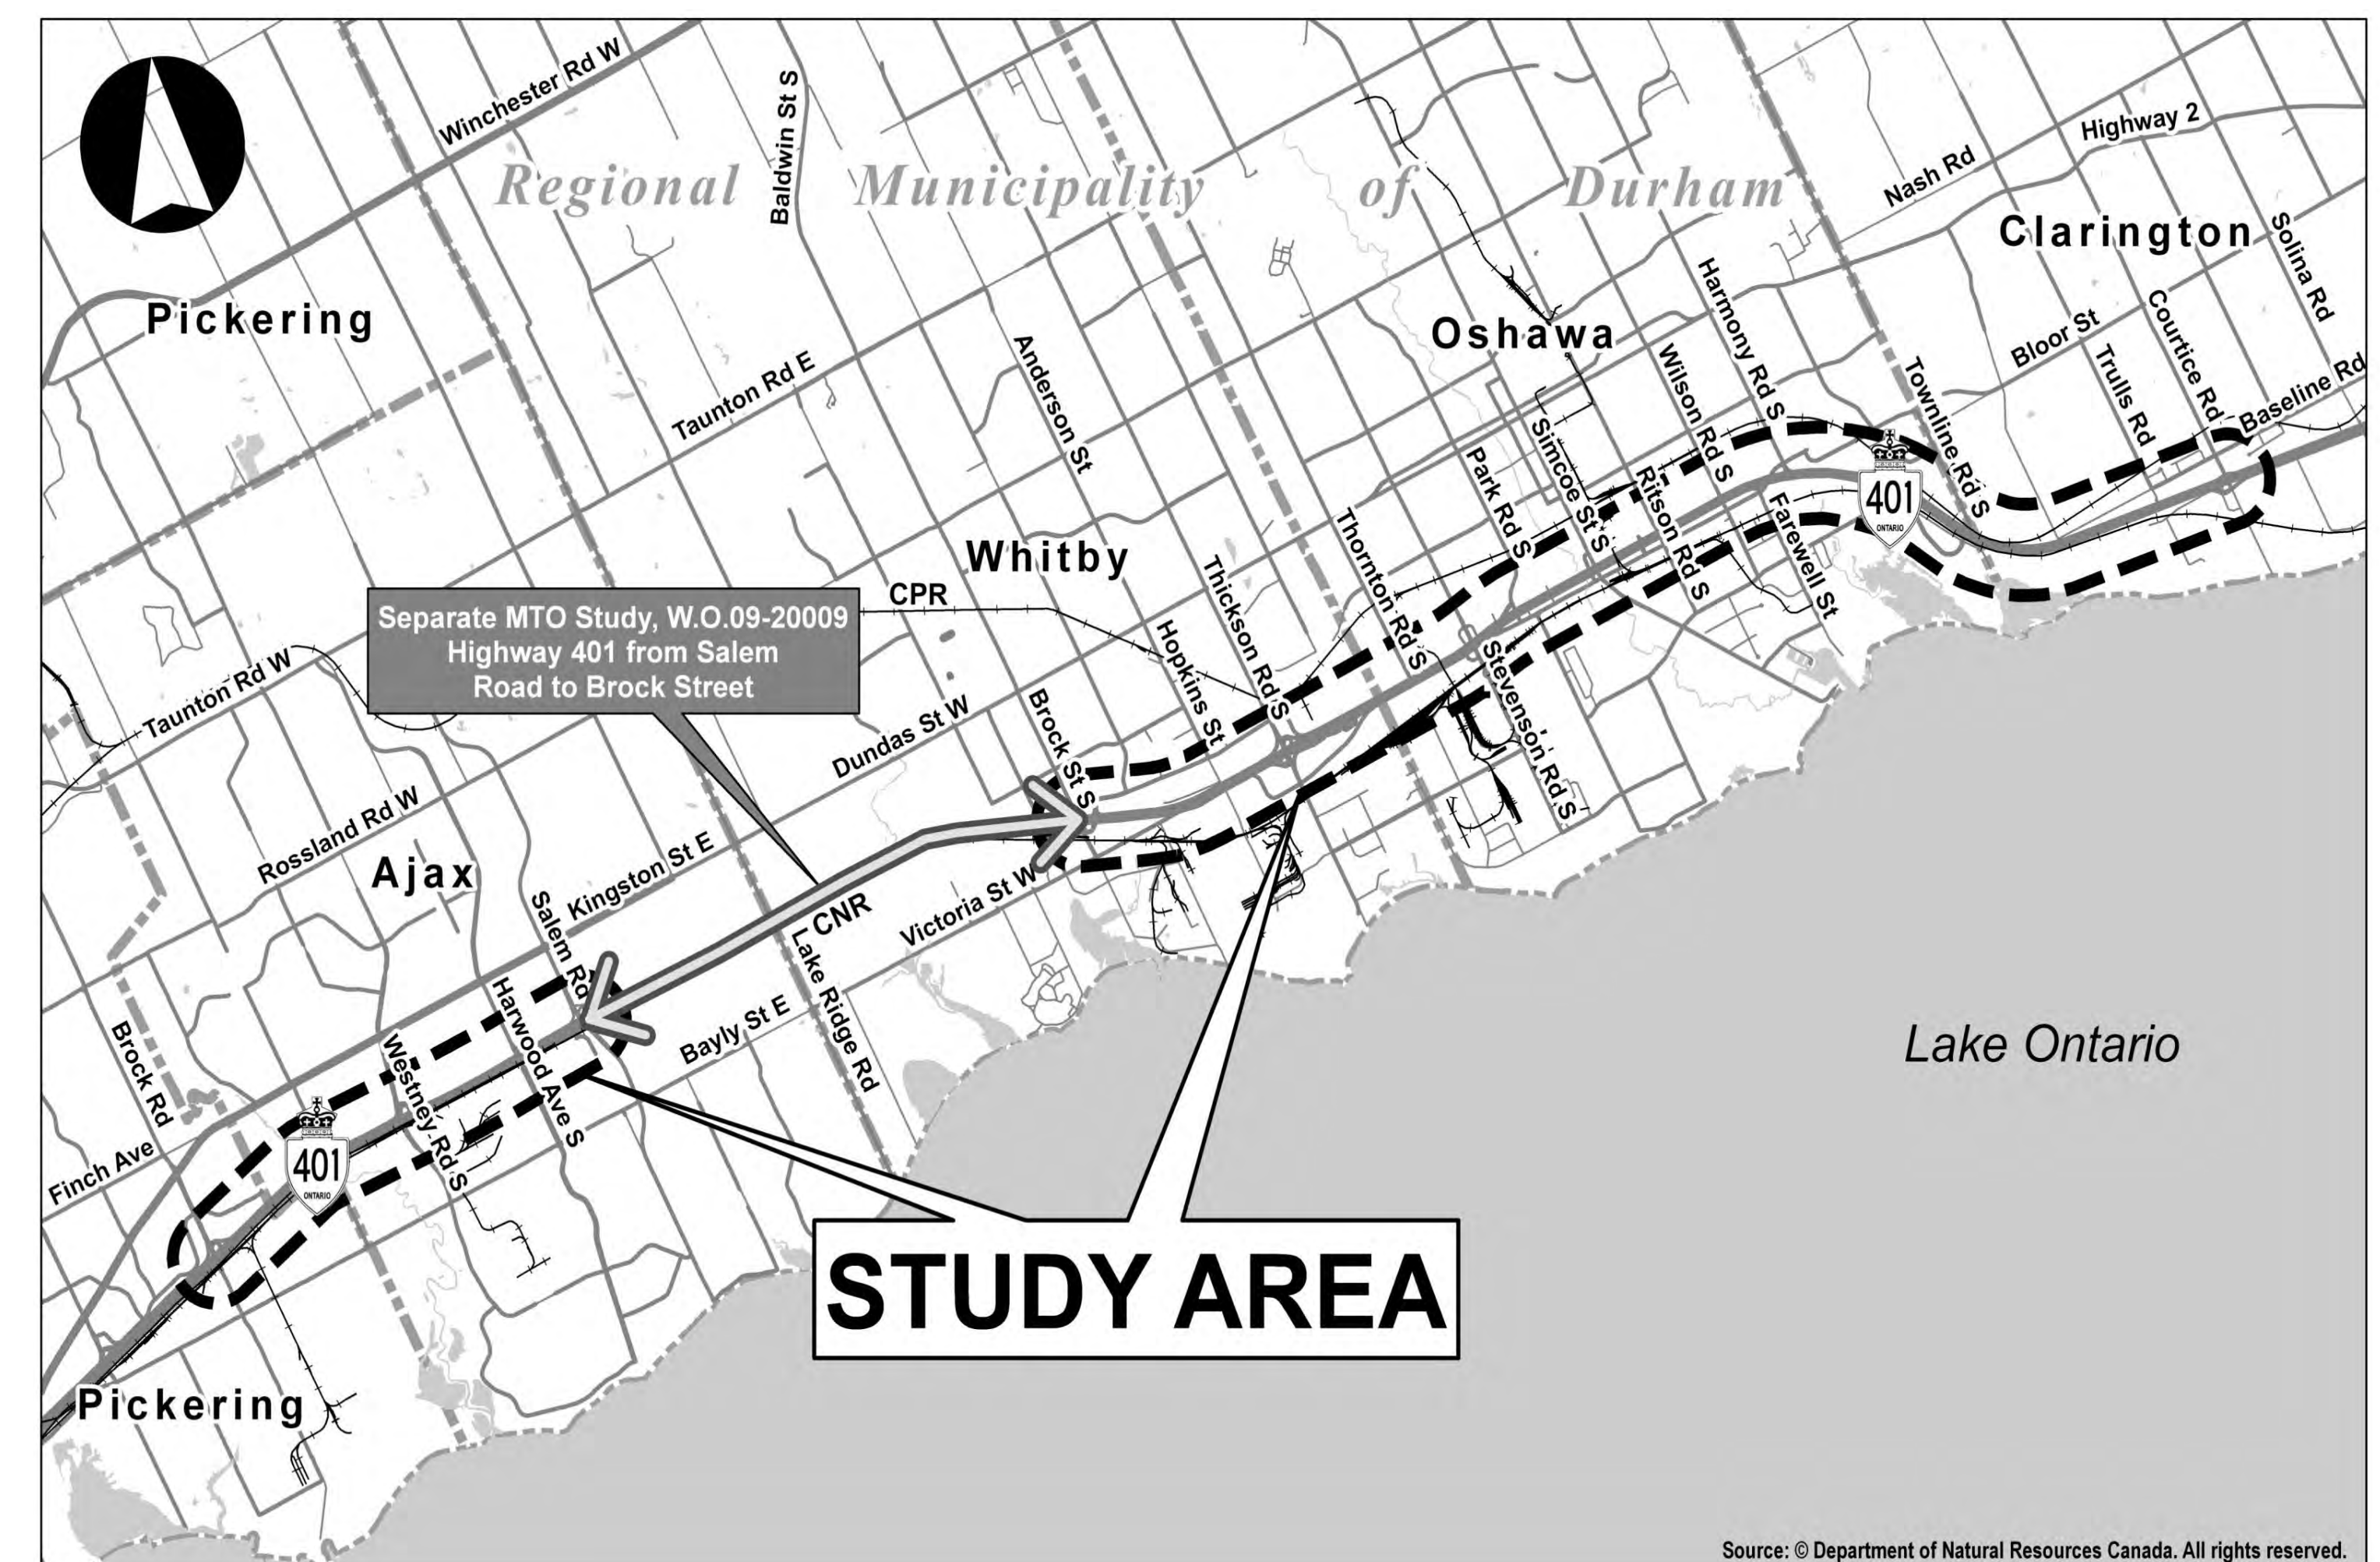 Winchester Rd W
Baldwin St S
Highway 2
Nash Rd
Regional Municipality of Durham
Clarington
Solina Rd
Pickering
Oshawa
Harmony Rd S
Courtice Rd
Bloor St
Trulls Rd
Baseline Rd
Taunton Rd E
Anderson St
Wilson Rd S
Townline Rd S
Simcoe St S
Park Rd S
Ritson Rd S
Farewell St
401
ONTARIO
Whitby
CPR
Thickson Rd S
Thornton Rd S
Hopkins St
Stevenson Rd S
Separate MTO Study, W.O.09-20009
Highway 401 from Salem
Road to Brock Street
Taunton Rd W
Dundas St W
Brock St S
Rossland Rd W
Ajax
Kingston St E
Salem Rd
CNR
Victoria St W
Lake Ridge Rd
Harwood Ave S
Bayly St E
Westney Rd S
Brock Rd
Finch Ave
401
ONTARIO
Lake Ontario
STUDY AREA
Pickering
Source: © Department of Natural Resources Canada. All rights reserved.